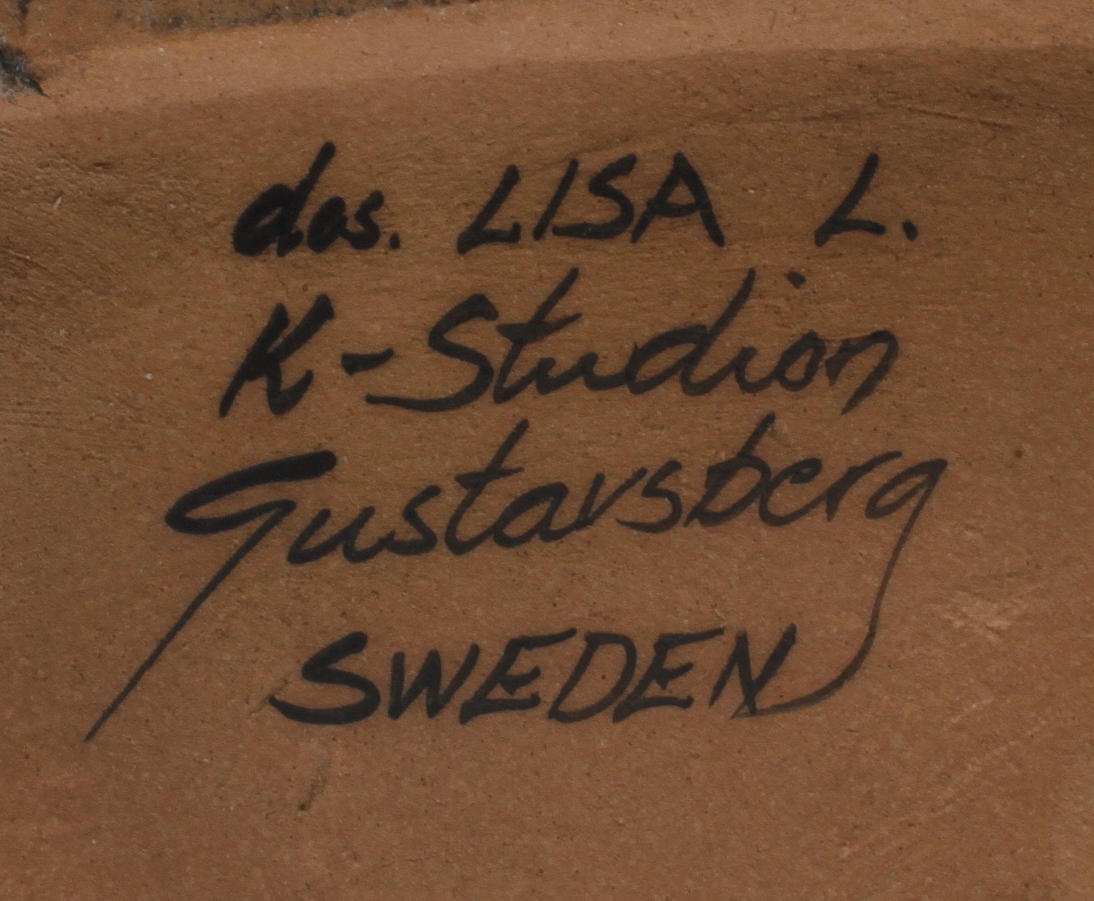 des. LISA L.
K-Studion
Gustavsberg
SWEDEN